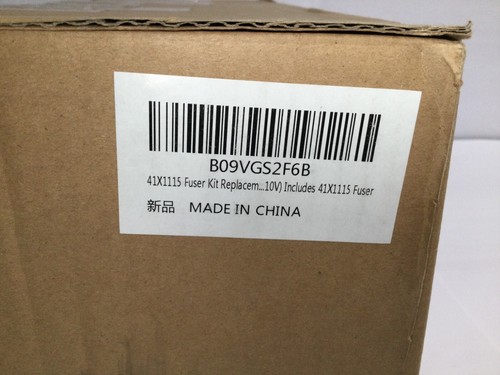 B09VGS2F6B
41X1115 Fuser Kit Replacem...10V) Includes 41X1115 Fuser
新品 MADE IN CHINA